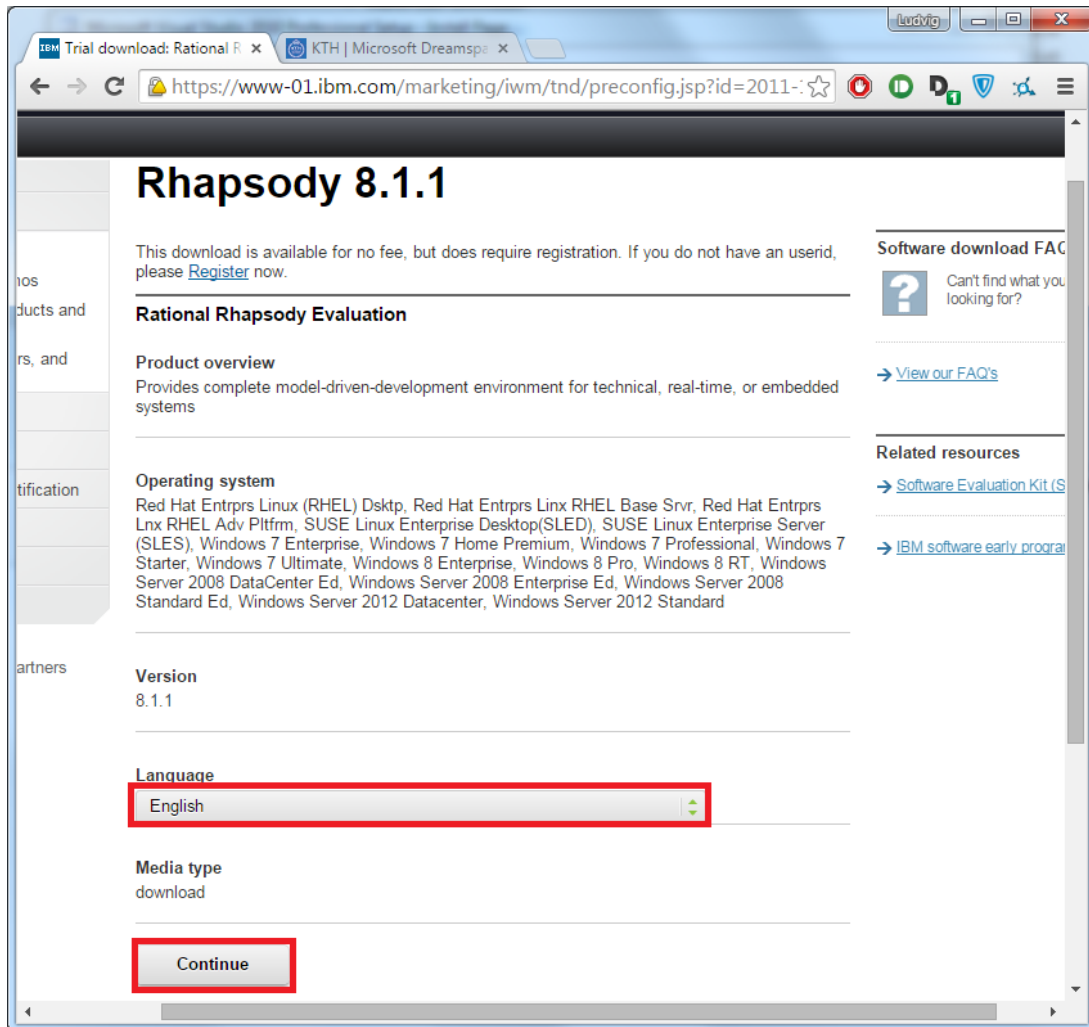 Ludvig
IBM Trial download: Rational R
KTH | Microsoft Dreamspa
https://www-01.ibm.com/marketing/iwm/tnd/preconfig.jsp?id=2011-
D 1
Rhapsody 8.1.1
This download is available for no fee, but does require registration. If you do not have an userid,
please Register now.
Rational Rhapsody Evaluation
Product overview
Provides complete model-driven-development environment for technical, real-time, or embedded
systems
Operating system
Red Hat Entrprs Linux (RHEL) Dsktp, Red Hat Entrprs Linx RHEL Base Srvr, Red Hat Entrprs
Lnx RHEL Adv Pltfrm, SUSE Linux Enterprise Desktop(SLED), SUSE Linux Enterprise Server
(SLES), Windows 7 Enterprise, Windows 7 Home Premium, Windows 7 Professional, Windows 7
Starter, Windows 7 Ultimate, Windows 8 Enterprise, Windows 8 Pro, Windows 8 RT, Windows
Server 2008 DataCenter Ed, Windows Server 2008 Enterprise Ed, Windows Server 2008
Standard Ed, Windows Server 2012 Datacenter, Windows Server 2012 Standard
Version
8.1.1
Language
English
Media type
download
Continue
nos
ducts and
rs, and
tification
artners
Software download FAQ
Can't find what you
looking for?
View our FAQ's
Related resources
Software Evaluation Kit (S
IBM software early progra